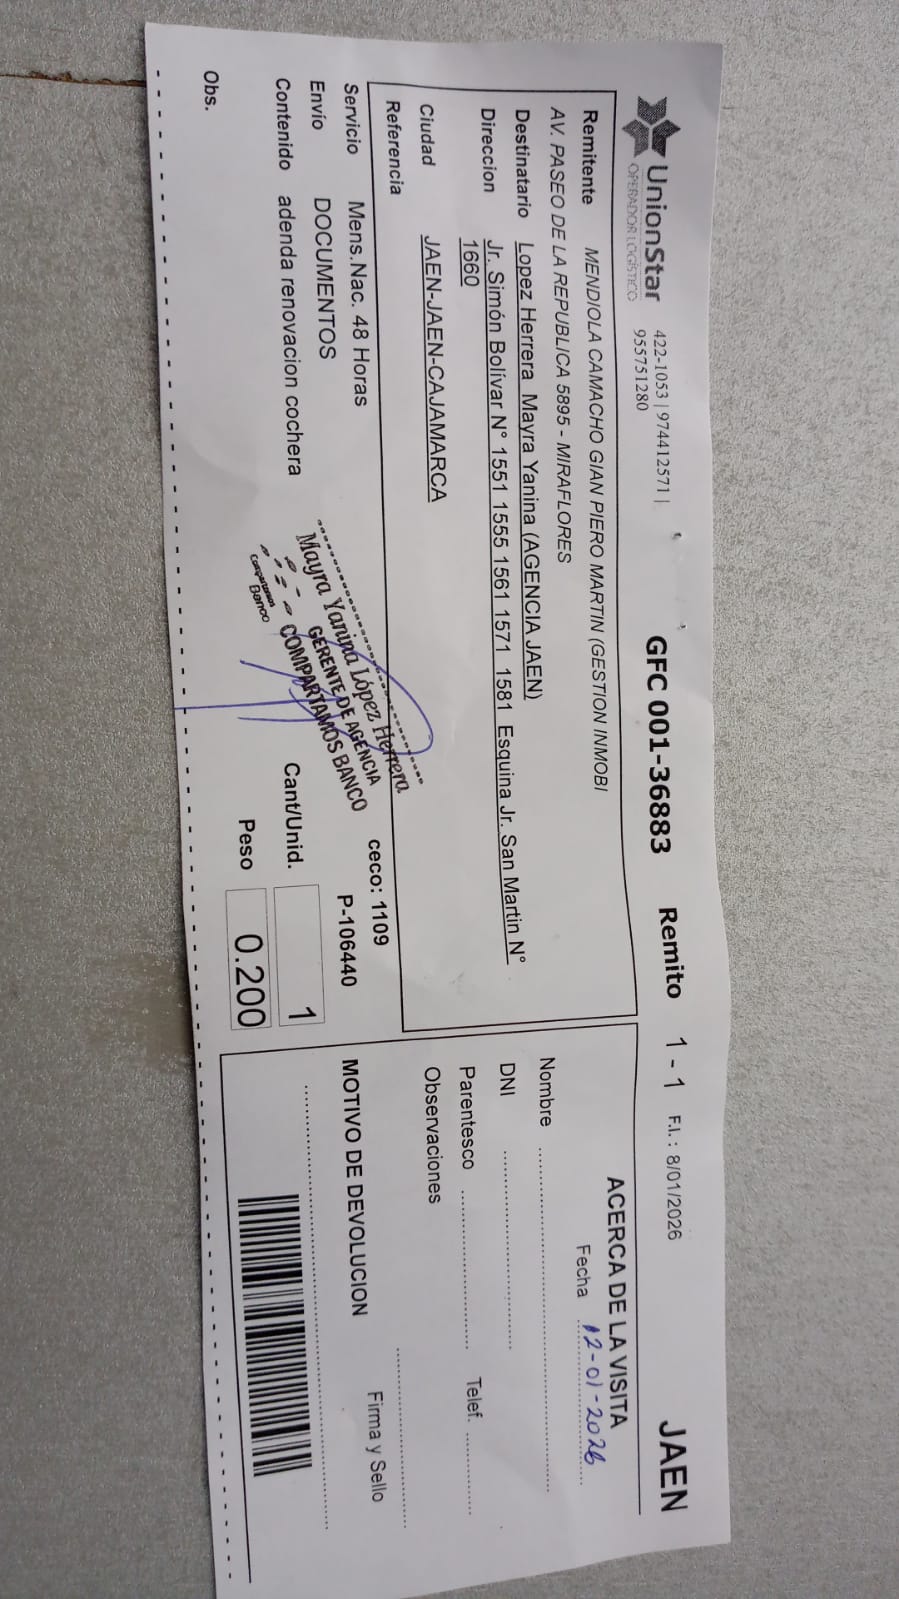 UnionStar
OPERADOR LOGÍSTICO
422-1053 | 974412571 |
955751280
GFC 001-36883 Remito 1 - 1 F.I.: 8/01/2026 JAEN
Remitente MENDIOLA CAMACHO GIAN PIERO MARTIN (GESTION INMOBI
AV. PASEO DE LA REPUBLICA 5895 - MIRAFLORES
Destinatario Lopez Herrera Mayra Yanina (AGENCIA JAEN)
Direccion Jr. Simón Bolívar N° 1551 1555 1561 1571 1581 Esquina Jr. San Martin N°
1660
Ciudad JAEN-JAEN-CAJAMARCA
Referencia
Servicio Mens.Nac. 48 Horas ceco: 1109
Envío DOCUMENTOS P-106440
Contenido adenda renovacion cochera
Cant/Unid. 1
Peso 0.200
Obs.
Mayra Yanina López Herrera
GERENTE DE AGENCIA
COMPARTAMOS BANCO
Compartamos
Banco
ACERCA DE LA VISITA
Fecha 12-01-2026
Nombre
DNI
Parentesco Telef.
Observaciones
Firma y Sello
MOTIVO DE DEVOLUCION